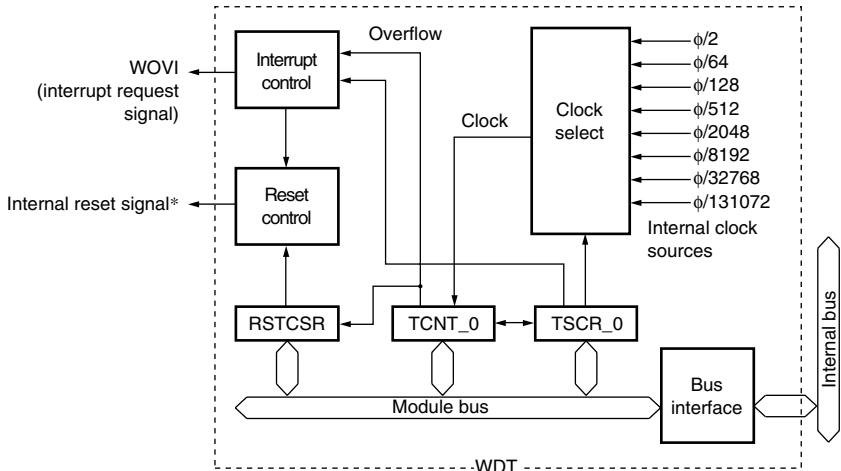 Overflow
Interrupt
control
WOVI
(interrupt request
signal)
Clock
Clock
select
ϕ/2
ϕ/64
ϕ/128
ϕ/512
ϕ/2048
ϕ/8192
ϕ/32768
ϕ/131072
Internal clock
sources
Reset
control
Internal reset signal*
RSTCSR
TCNT_0
TSCR_0
Module bus
Bus
interface
Internal bus
WDT